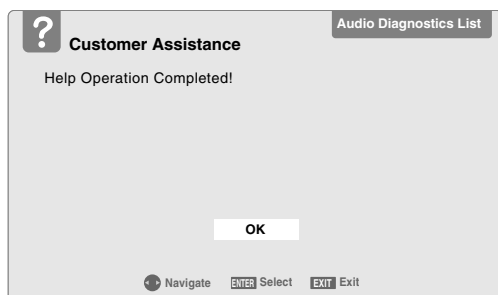 ?
Audio Diagnostics List
Customer Assistance
Help Operation Completed!
OK
Navigate ENTER Select EXIT Exit